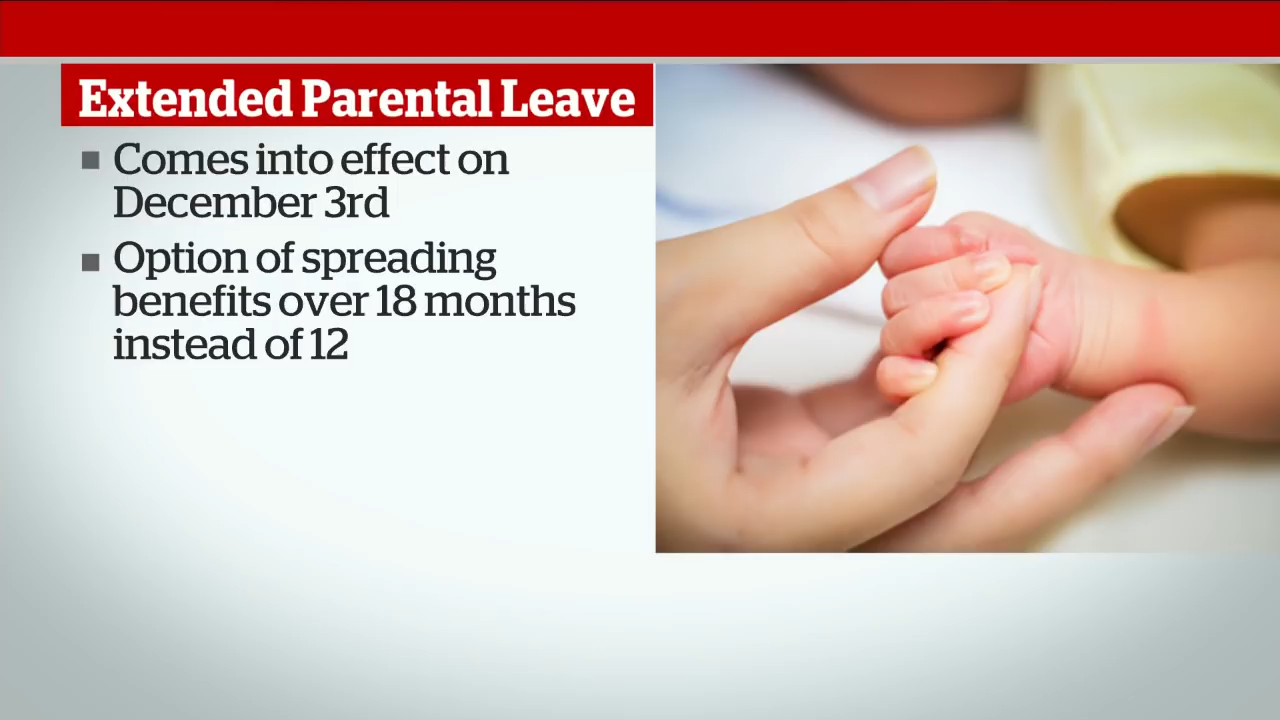 Extended Parental Leave
Comes into effect on
December 3rd
Option of spreading
benefits over 18 months
instead of 12